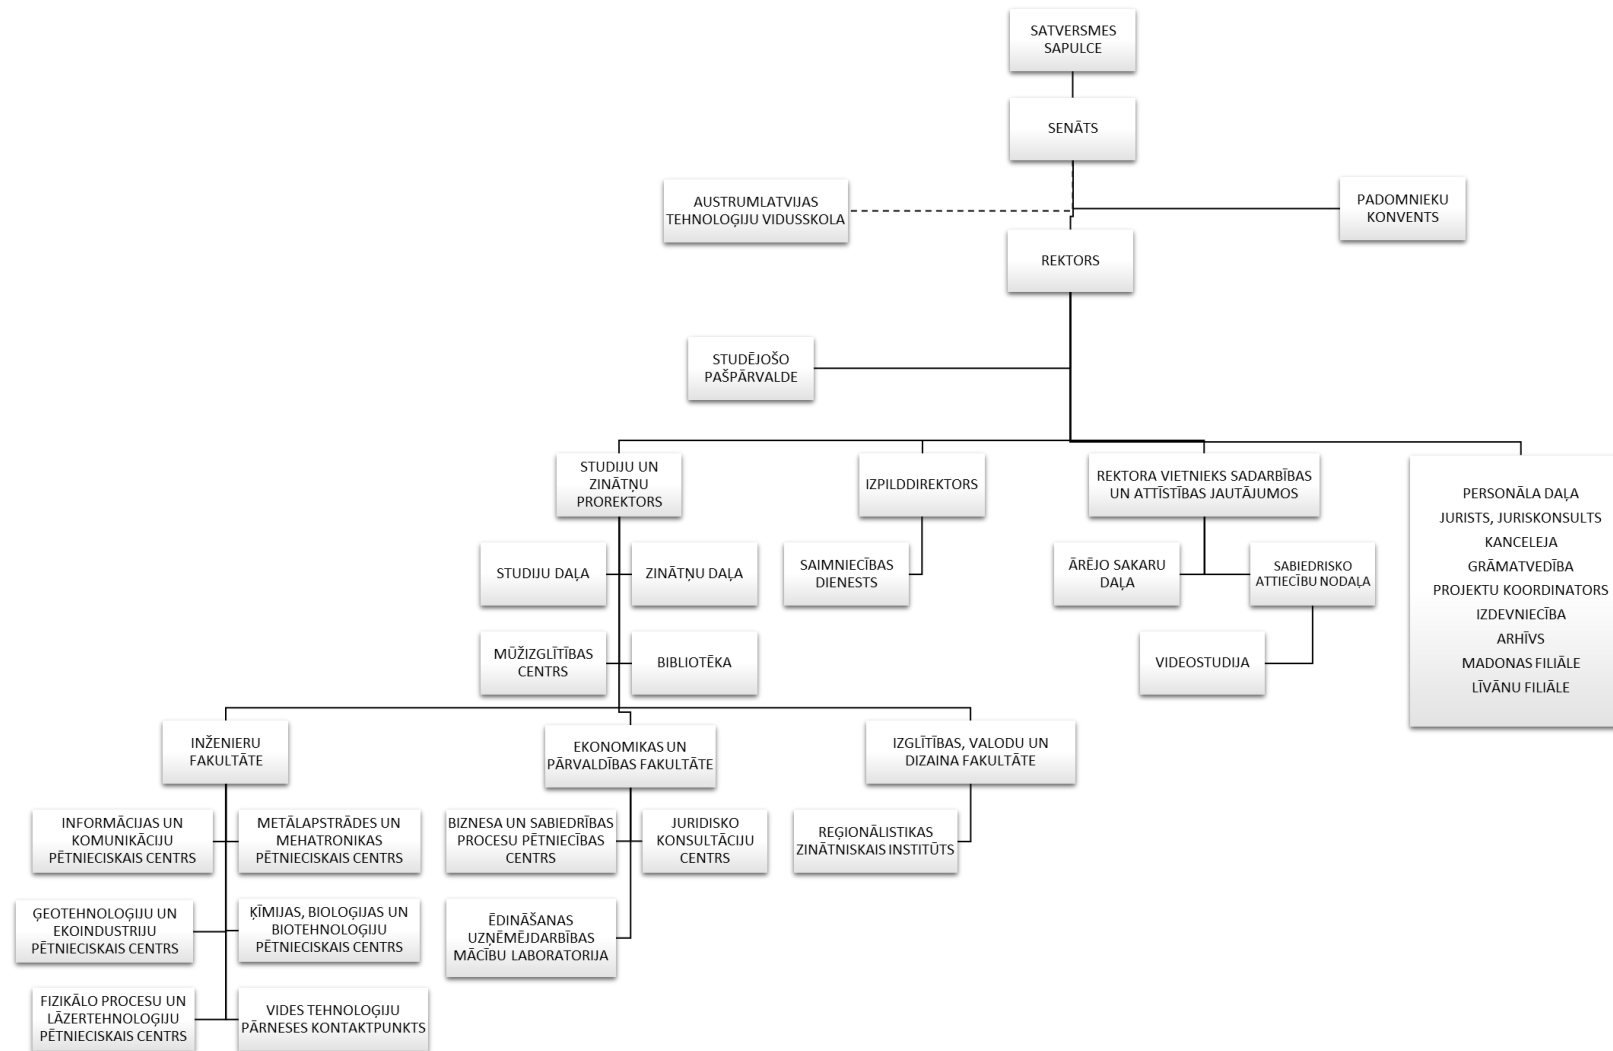 SATVERSMES
SAPULCE
SENĀTS
AUSTRUMLATVIJAS
TEHNOLOĢIJU VIDUSSKOLA
PADOMNIEKU
KONVENTS
REKTORS
STUDĒJOŠO
PAŠPĀRVALDE
STUDIJU UN
ZINĀTŅU
PROREKTORS
IZPILDDIREKTORS
REKTORA VIETNIEKS SADARBĪBAS
UN ATTĪSTĪBAS JAUTĀJUMOS
PERSONĀLA DAĻA
JURISTS, JURISKONSULTS
KANCELEJA
GRĀMATVEDĪBA
PROJEKTU KOORDINATORS
IZDEVNIECĪBA
ARHĪVS
MADONAS FILIĀLE
LĪVĀNU FILIĀLE
STUDIJU DAĻA
ZINĀTŅU DAĻA
SAIMNIECĪBAS
DIENESTS
ĀRĒJO SAKARU
DAĻA
SABIEDRISKO
ATTIECĪBU NODAĻA
MŪŽIZGLĪTĪBAS
CENTRS
BIBLIOTĒKA
VIDEOSTUDIJA
INŽENIERU
FAKULTĀTE
EKONOMIKAS UN
PĀRVALDĪBAS FAKULTĀTE
IZGLĪTĪBAS, VALODU UN
DIZAINA FAKULTĀTE
INFORMĀCIJAS UN
KOMUNIKĀCIJU
PĒTNIECISKAIS CENTRS
METĀLAPSTRĀDES UN
MEHATRONIKAS
PĒTNIECISKAIS CENTRS
BIZNESA UN SABIEDRĪBAS
PROCESU PĒTNIECĪBAS
CENTRS
JURIDISKO
KONSULTĀCIJU
CENTRS
REĢIONĀLISTIKAS
ZINĀTNISKAIS INSTITŪTS
ĢEOTEHNOLOĢIJU UN
EKOINDUSTRIJU
PĒTNIECISKAIS CENTRS
ĶĪMIJAS, BIOLOĢIJAS UN
BIOTEHNOLOĢIJU
PĒTNIECISKAIS CENTRS
ĒDINĀŠANAS
UZŅĒMĒJDARBĪBAS
MĀCĪBU LABORATORIJA
FIZIKĀLO PROCESU UN
LĀZERTEHNOLOĢIJU
PĒTNIECISKAIS CENTRS
VIDES TEHNOLOĢIJU
PĀRNESES KONTAKTPUNKTS